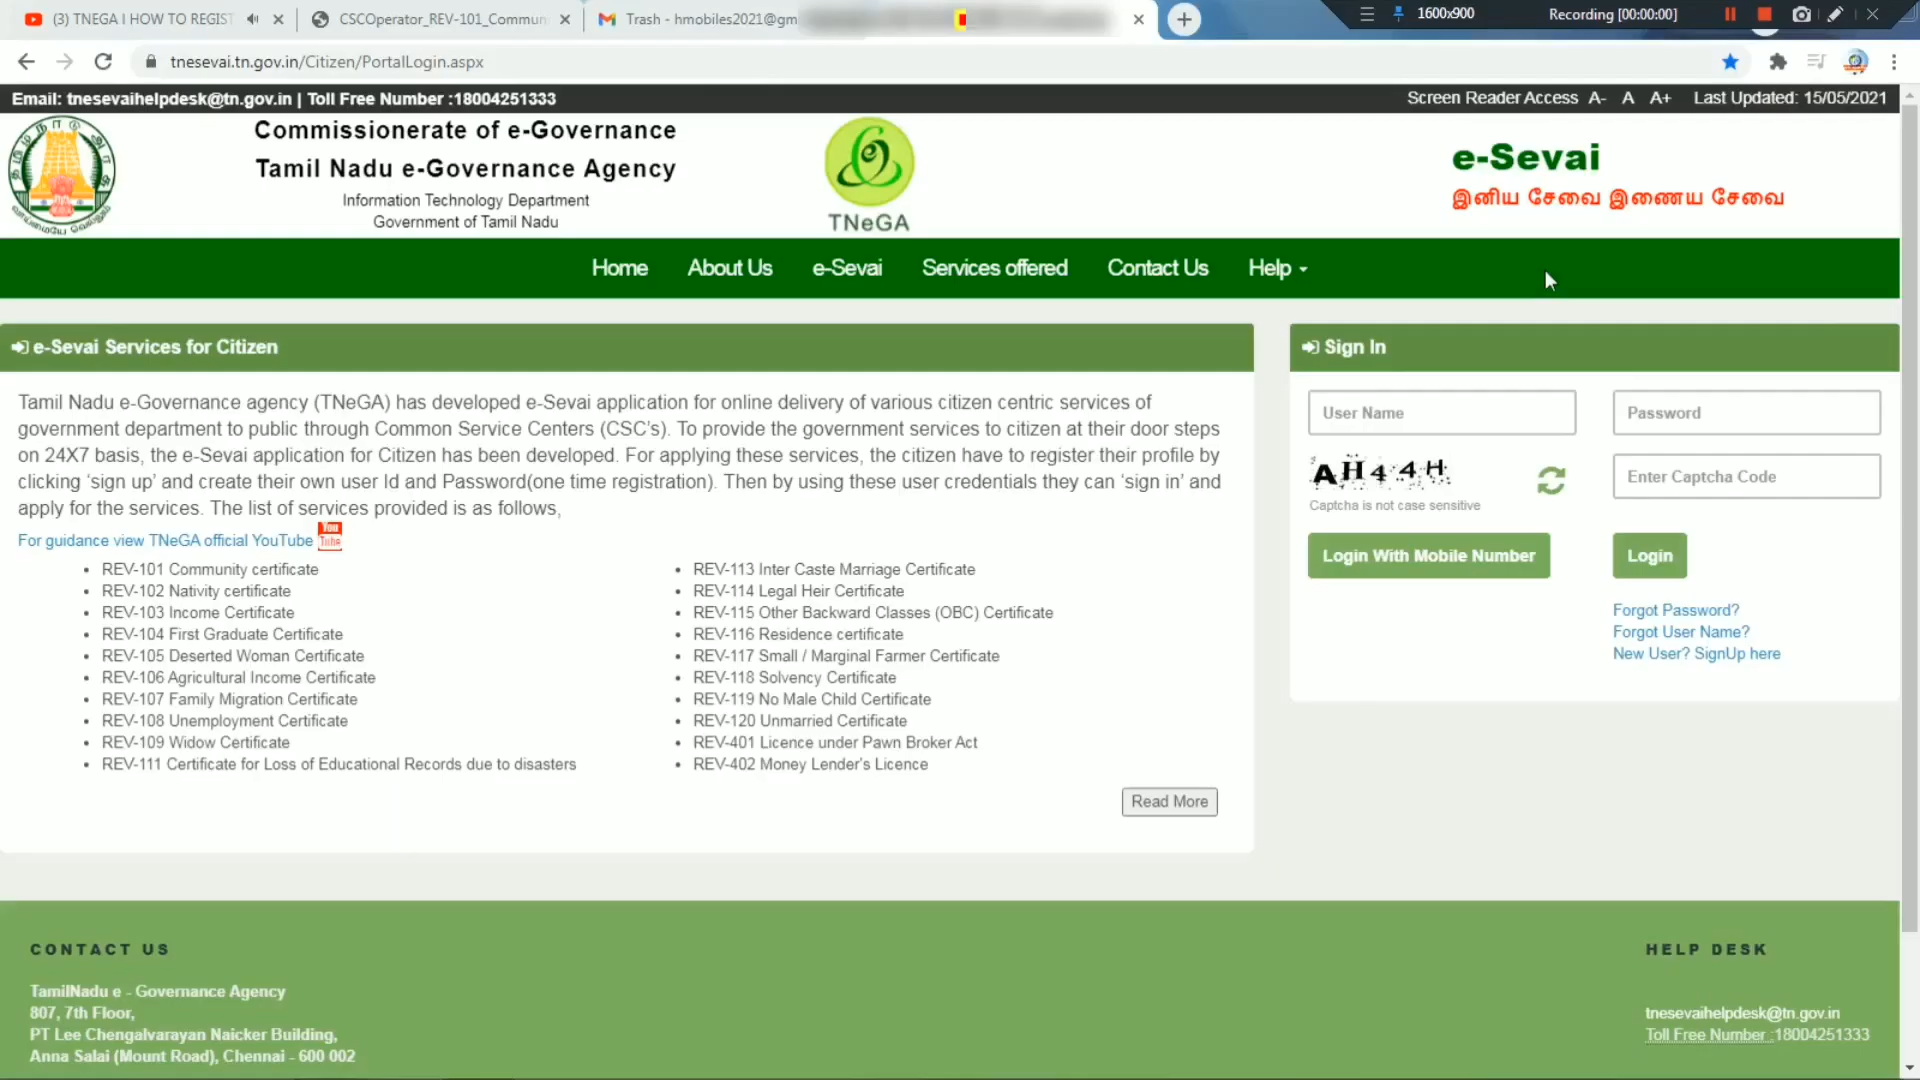 (3) TNEGA I HOW TO REGIST
CSCOperator_REV-101_Commun
Trash - hmobiles2021@gm
1600x900
Recording [00:00:00]
tnesevai.tn.gov.in/Citizen/PortalLogin.aspx
Email: tnesevaihelpdesk@tn.gov.in | Toll Free Number :18004251333
Screen Reader Access A- A A+ Last Updated: 15/05/2021
Commissionerate of e-Governance
Tamil Nadu e-Governance Agency
Information Technology Department
Government of Tamil Nadu
TNeGA
e-Sevai
இனிய சேவை இணைய சேவை
Home About Us e-Sevai Services offered Contact Us Help
e-Sevai Services for Citizen
Tamil Nadu e-Governance agency (TNeGA) has developed e-Sevai application for online delivery of various citizen centric services of
government department to public through Common Service Centers (CSC's). To provide the government services to citizen at their door steps
on 24X7 basis, the e-Sevai application for Citizen has been developed. For applying these services, the citizen have to register their profile by
clicking ‘sign up’ and create their own user Id and Password(one time registration). Then by using these user credentials they can ‘sign in’ and
apply for the services. The list of services provided is as follows,
For guidance view TNeGA official YouTube
You
Tube
REV-101 Community certificate
REV-102 Nativity certificate
REV-103 Income Certificate
REV-104 First Graduate Certificate
REV-105 Deserted Woman Certificate
REV-106 Agricultural Income Certificate
REV-107 Family Migration Certificate
REV-108 Unemployment Certificate
REV-109 Widow Certificate
REV-111 Certificate for Loss of Educational Records due to disasters
REV-113 Inter Caste Marriage Certificate
REV-114 Legal Heir Certificate
REV-115 Other Backward Classes (OBC) Certificate
REV-116 Residence certificate
REV-117 Small / Marginal Farmer Certificate
REV-118 Solvency Certificate
REV-119 No Male Child Certificate
REV-120 Unmarried Certificate
REV-401 Licence under Pawn Broker Act
REV-402 Money Lender's Licence
Read More
Sign In
User Name
Password
AH44H
Enter Captcha Code
Captcha is not case sensitive
Login With Mobile Number
Login
Forgot Password?
Forgot User Name?
New User? SignUp here
CONTACT US
TamilNadu e - Governance Agency
807, 7th Floor,
PT Lee Chengalvarayan Naicker Building,
Anna Salai (Mount Road), Chennai - 600 002
HELP DESK
tnesevaihelpdesk@tn.gov.in
Toll Free Number :18004251333